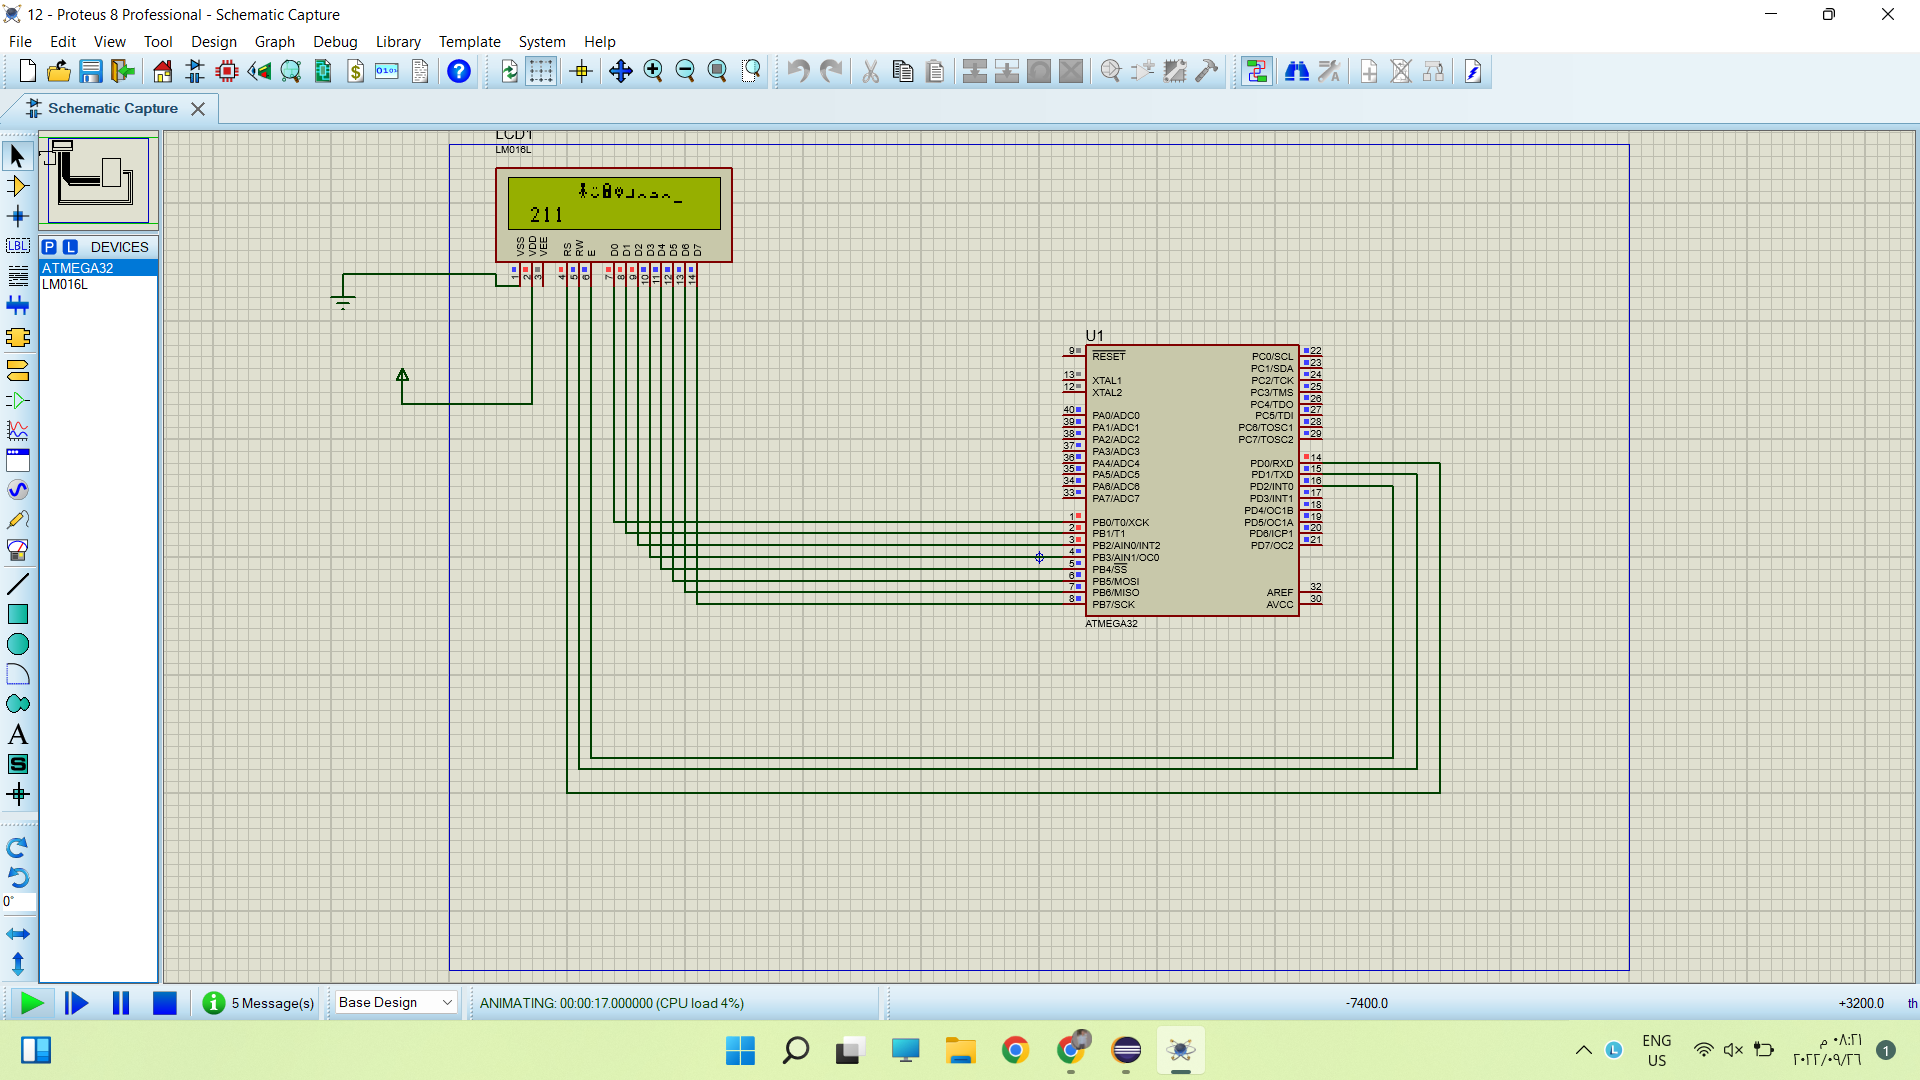 12 - Proteus 8 Professional - Schematic Capture
File Edit View Tool Design Graph Debug Library Template System Help
Schematic Capture
P L DEVICES
ATMEGA32
LM016L
LCD1
LM016L
211
VSS VDD VEE RS RW E D0 D1 D2 D3 D4 D5 D6 D7
1 2 3 4 5 6 7 8 9 10 11 12 13 14
U1
9 RESET PC0/SCL 22
PC1/SDA 23
13 XTAL1 PC2/TCK 24
12 XTAL2 PC3/TMS 25
PC4/TDO 26
40 PA0/ADC0 PC5/TDI 27
39 PA1/ADC1 PC6/TOSC1 28
38 PA2/ADC2 PC7/TOSC2 29
37 PA3/ADC3
36 PA4/ADC4 PD0/RXD 14
35 PA5/ADC5 PD1/TXD 15
34 PA6/ADC6 PD2/INT0 16
33 PA7/ADC7 PD3/INT1 17
PD4/OC1B 18
1 PB0/T0/XCK PD5/OC1A 19
2 PB1/T1 PD6/ICP1 20
3 PB2/AIN0/INT2 PD7/OC2 21
4 PB3/AIN1/OC0
5 PB4/SS
6 PB5/MOSI
7 PB6/MISO AREF 32
8 PB7/SCK AVCC 30
ATMEGA32
LBL
A
S
0°
5 Message(s) Base Design ANIMATING: 00:00:17.000000 (CPU load 4%) -7400.0 +3200.0 th
L ENG
US
٠٨:٢١ م
٢٠٢٢/٠٩/٢٦
1